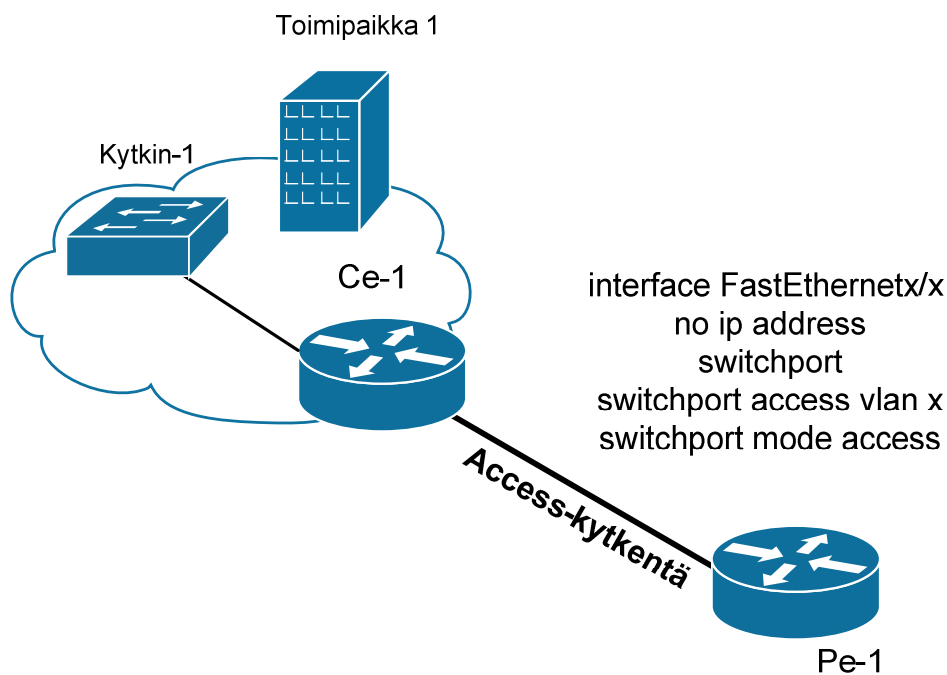 Toimipaikka 1
Kytkin-1
Ce-1
interface FastEthernetx/x
no ip address
switchport
switchport access vlan x
switchport mode access
Access-kytkentä
Pe-1